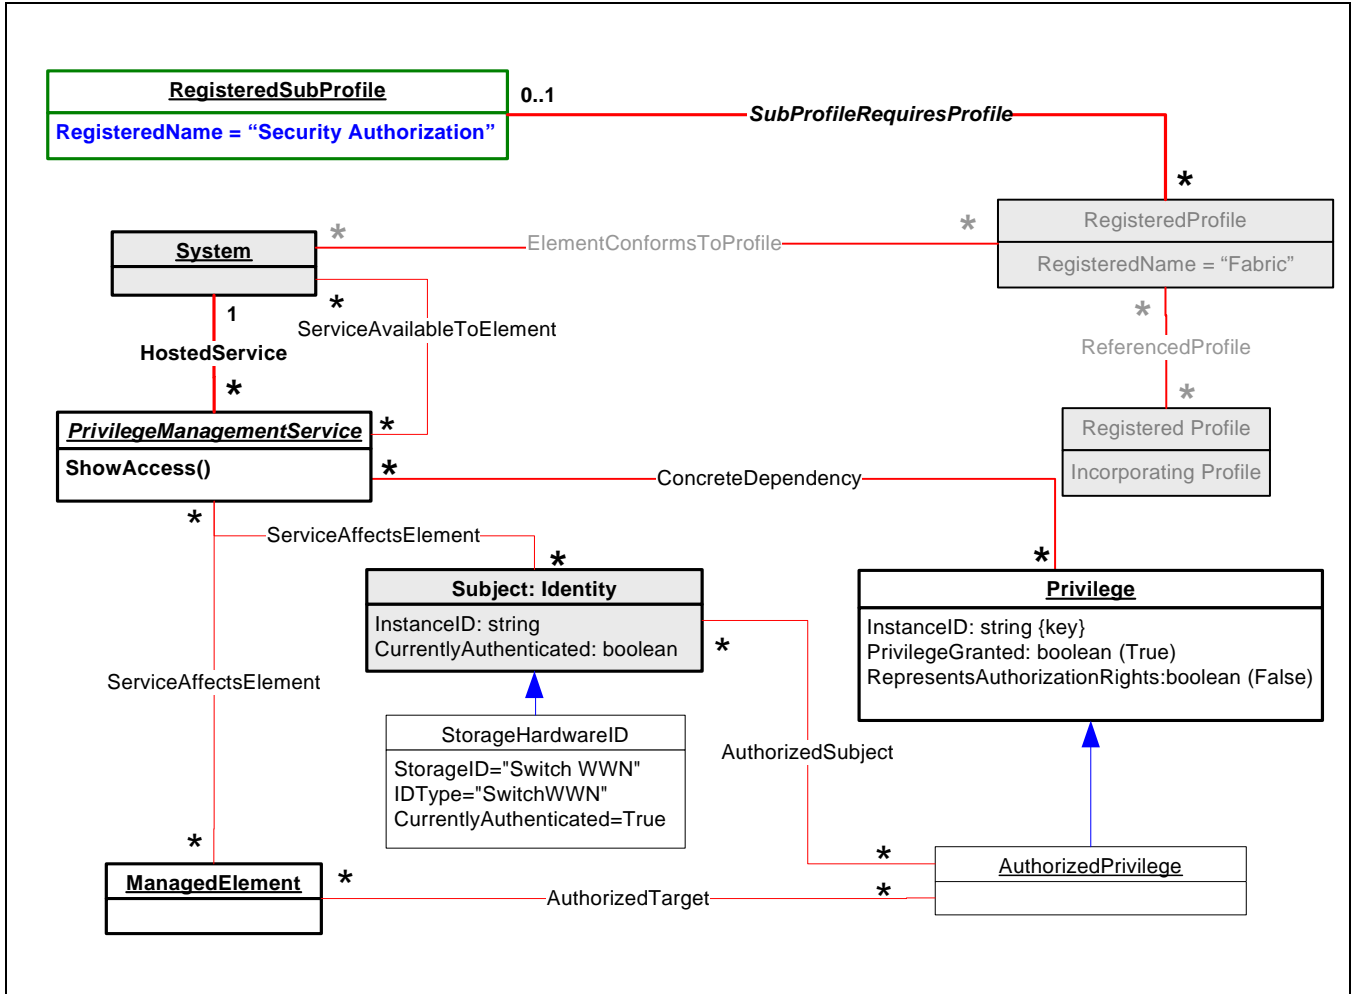 RegisteredSubProfile
RegisteredName = “Security Authorization”
0..1
SubProfileRequiresProfile
*
RegisteredProfile
RegisteredName = “Fabric”
System
*
ElementConformsToProfile
*
*
ServiceAvailableToElement
1
HostedService
*
*
ReferencedProfile
*
Registered Profile
Incorporating Profile
PrivilegeManagementService
ShowAccess()
*
*
ConcreteDependency
*
*
ServiceAffectsElement
*
Subject: Identity
InstanceID: string
CurrentlyAuthenticated: boolean
*
Privilege
InstanceID: string {key}
PrivilegeGranted: boolean (True)
RepresentsAuthorizationRights:boolean (False)
ServiceAffectsElement
StorageHardwareID
StorageID="Switch WWN"
IDType="SwitchWWN"
CurrentlyAuthenticated=True
AuthorizedSubject
*
*
ManagedElement
*
AuthorizedTarget
*
AuthorizedPrivilege